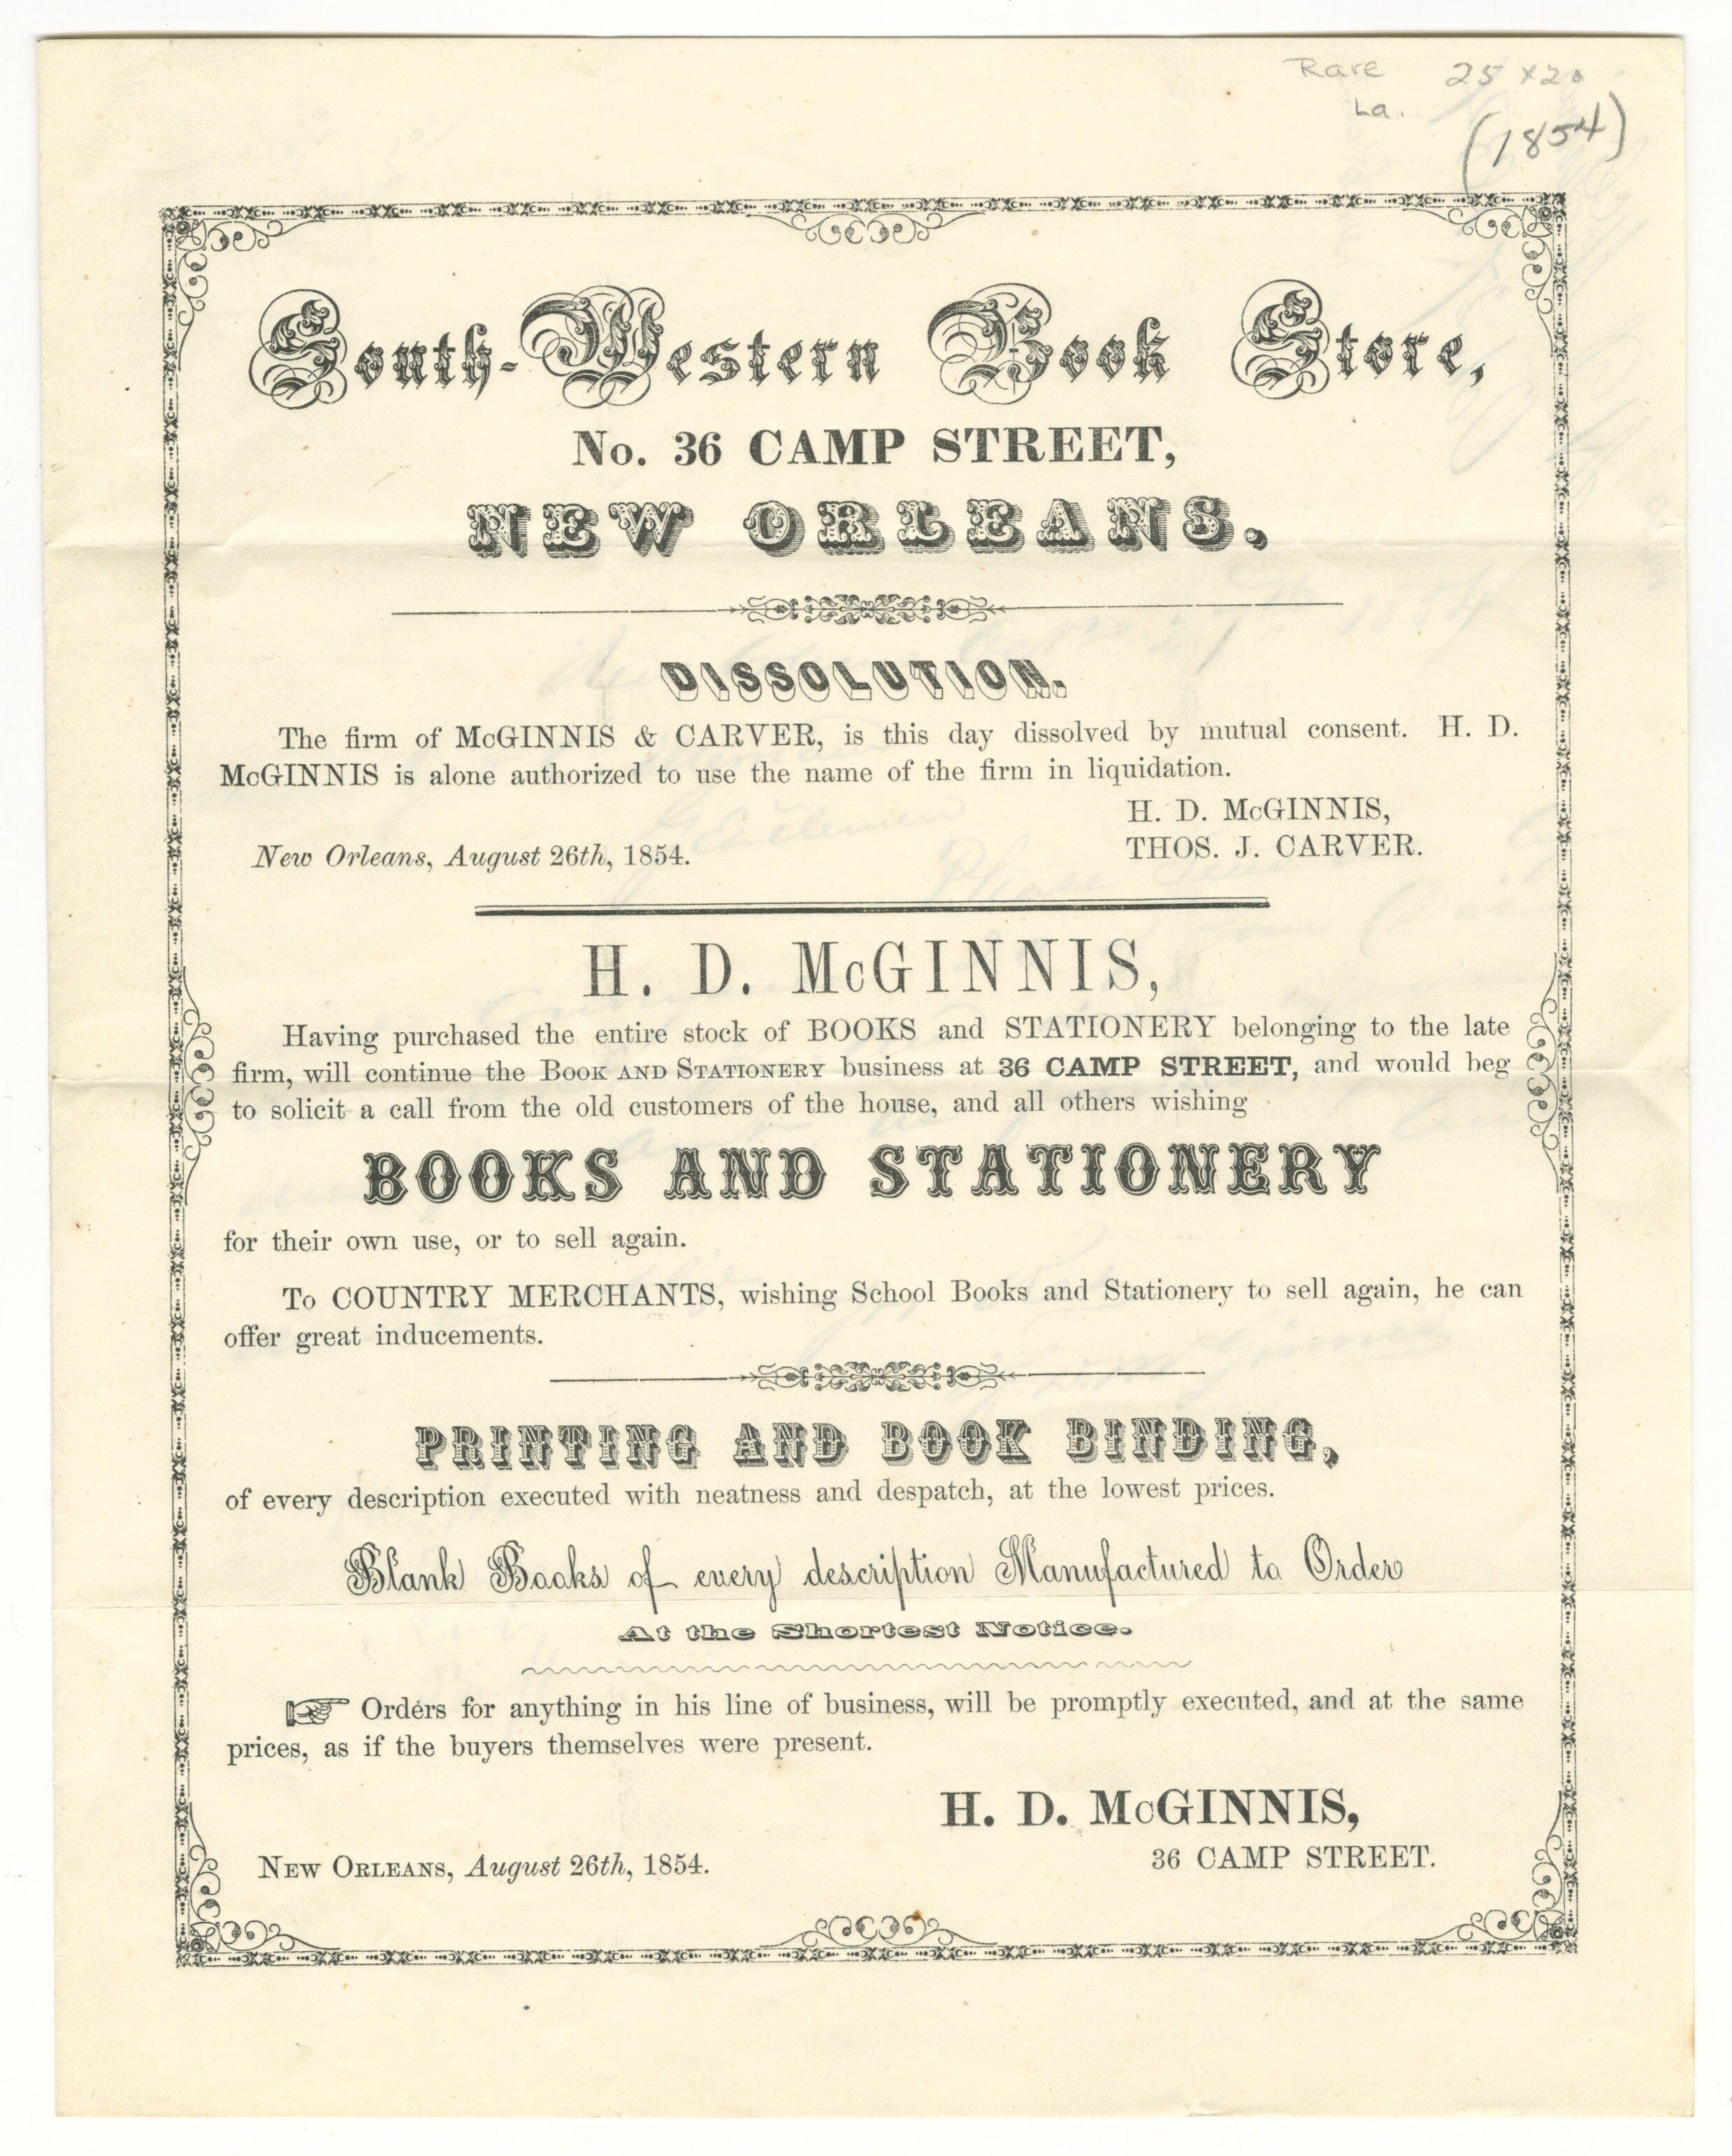 Rare 25 x 20
La.
(1854)
South-Western Book Store,
No. 36 CAMP STREET,
NEW ORLEANS.
DISSOLUTION.
The firm of McGINNIS & CARVER, is this day dissolved by mutual consent. H. D.
McGINNIS is alone authorized to use the name of the firm in liquidation.
H. D. McGINNIS,
THOS. J. CARVER.
New Orleans, August 26th, 1854.
H. D. McGINNIS,
Having purchased the entire stock of BOOKS and STATIONERY belonging to the late
firm, will continue the Book and Stationery business at 36 CAMP STREET, and would beg
to solicit a call from the old customers of the house, and all others wishing
BOOKS AND STATIONERY
for their own use, or to sell again.
To COUNTRY MERCHANTS, wishing School Books and Stationery to sell again, he can
offer great inducements.
PRINTING AND BOOK BINDING,
of every description executed with neatness and despatch, at the lowest prices.
Blank Books of every description Manufactured to Order
At the Shortest Notice.
☞ Orders for anything in his line of business, will be promptly executed, and at the same
prices, as if the buyers themselves were present.
H. D. McGINNIS,
36 CAMP STREET.
New Orleans, August 26th, 1854.